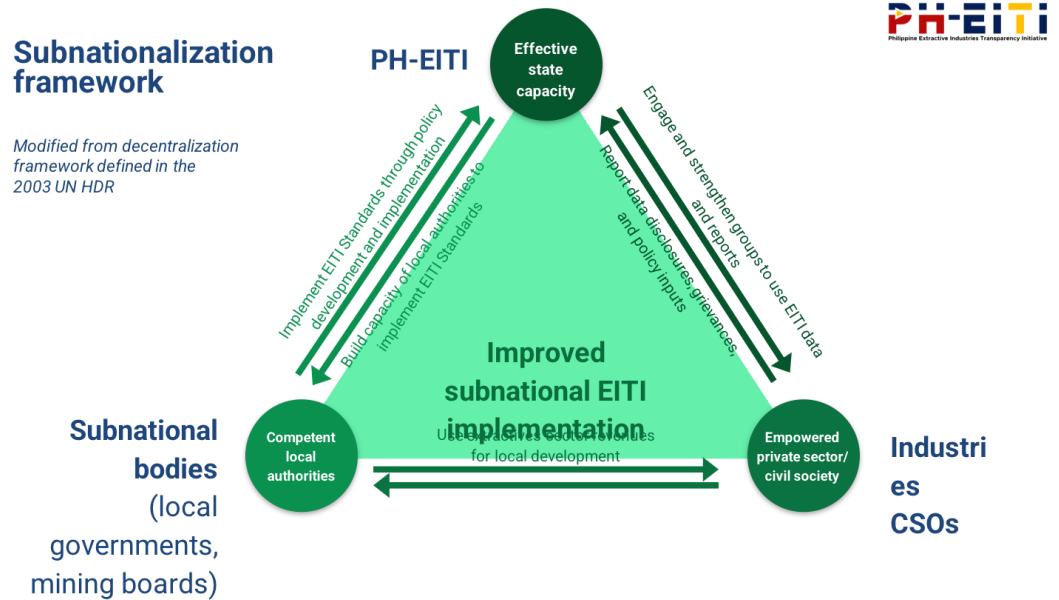 PH-EITI
Philippine Extractive Industries Transparency Initiative
Subnationalization
framework
Modified from decentralization
framework defined in the
2003 UN HDR
PH-EITI
Effective
state
capacity
Implement EITI Standards through policy
development and implementation
Build capacity of local authorities to
implement EITI Standards
Engage and strengthen groups to use EITI data
and reports
Report data disclosures, grievances,
and policy inputs
Improved
subnational EITI
implementation
Use extractives sector revenues
for local development
Subnational
bodies
(local
governments,
mining boards)
Competent
local
authorities
Empowered
private sector/
civil society
Industri
es
CSOs